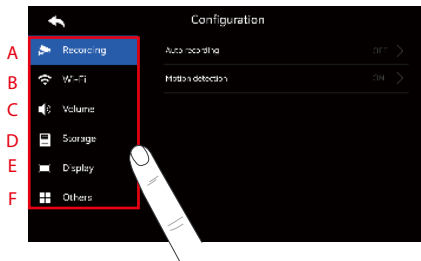 Configuration
A Recording Auto recording OFF
B Wi-Fi Motion detection ON
C Volume
D Storage
E Display
F Others